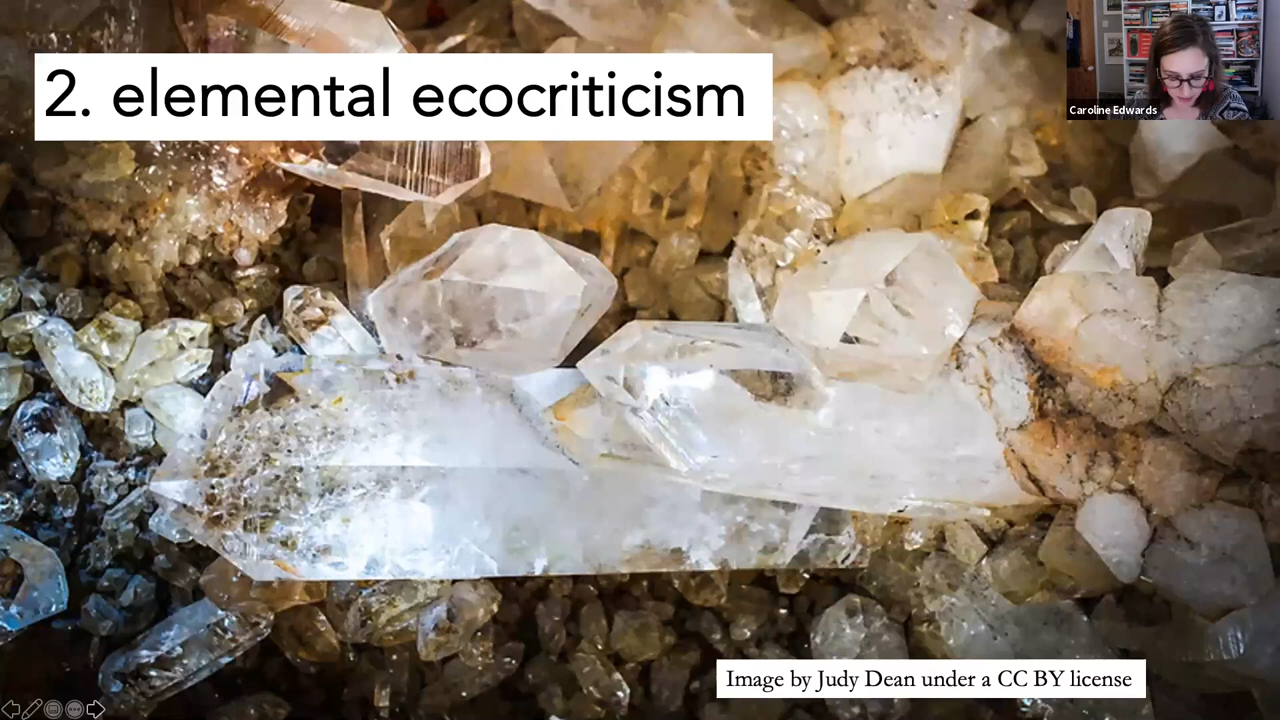 2. elemental ecocriticism
Caroline Edwards
Image by Judy Dean under a CC BY license